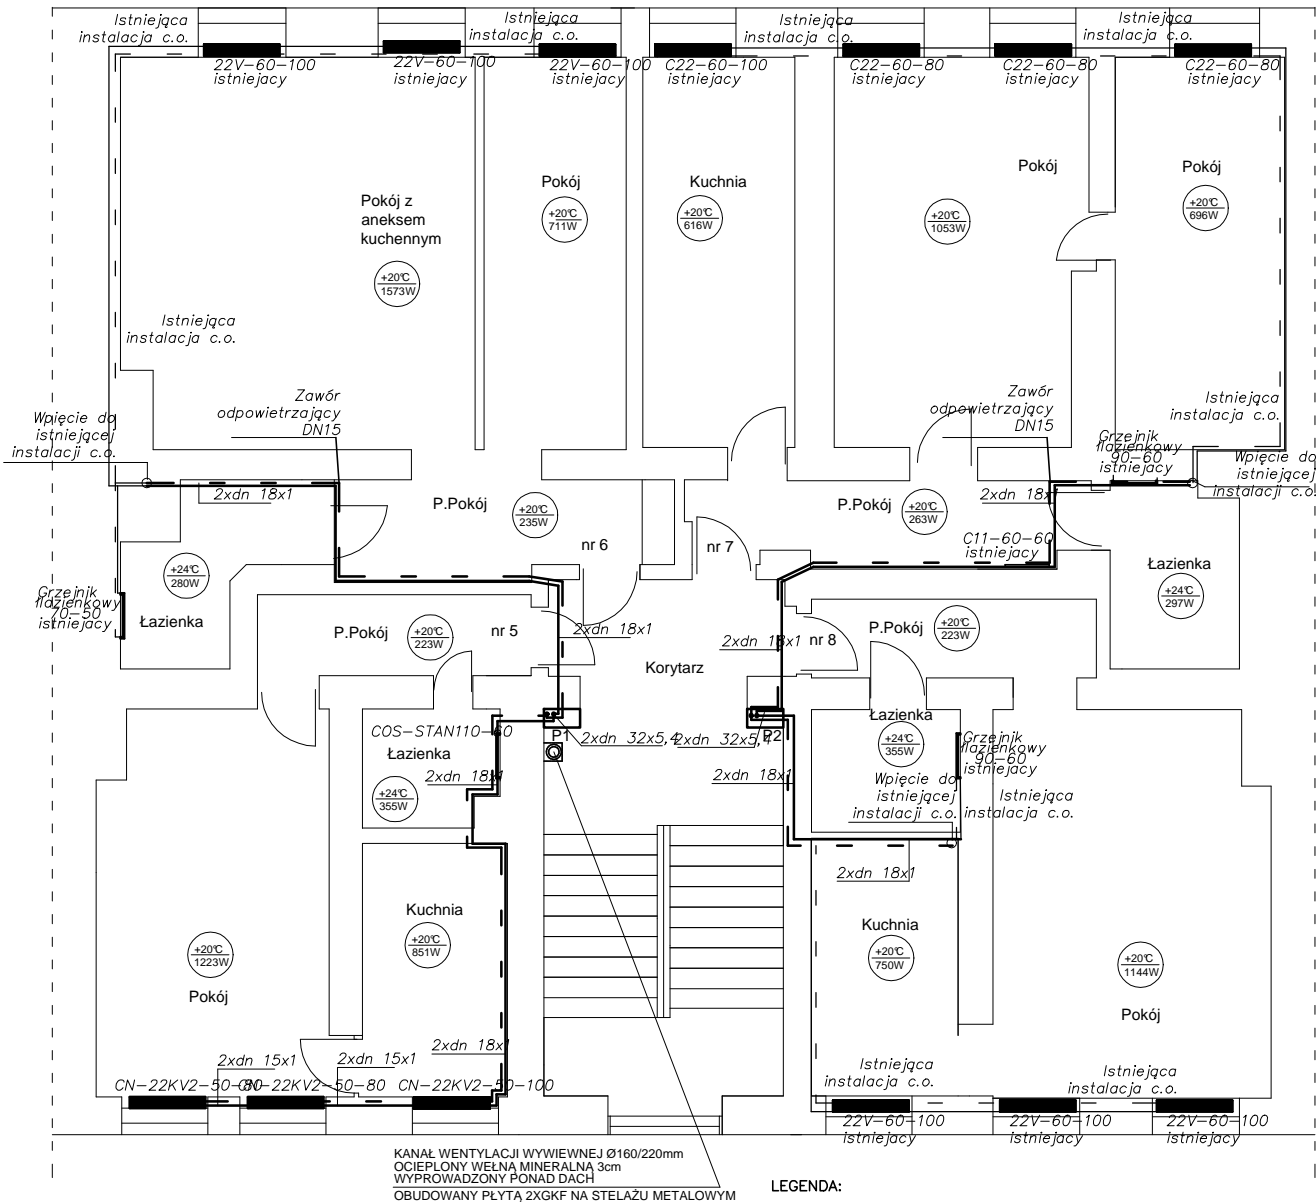 Istniejąca
instalacja c.o.
Istniejąca
instalacja c.o.
Istniejąca
instalacja c.o.
Istniejąca
instalacja c.o.
22V-60-100
istniejacy
22V-60-100
istniejacy
22V-60-100
istniejacy
C22-60-100
istniejacy
C22-60-80
istniejacy
C22-60-80
istniejacy
C22-60-80
istniejacy
Pokój z
aneksem
kuchennym
+20°C
1573W
Pokój
+20°C
711W
Kuchnia
+20°C
616W
Pokój
+20°C
1053W
Pokój
+20°C
696W
Istniejąca
instalacja c.o.
Zawór
odpowietrzający
DN15
Wpięcie do
istniejącej
instalacji c.o.
2xdn 18x1
Zawór
odpowietrzający
DN15
Istniejąca
instalacja c.o.
Grzejnik
łazienkowy
90-60
istniejacy
Wpięcie do
istniejącej
instalacji c.o.
2xdn 18x1
P.Pokój
+20°C
235W
nr 6
nr 7
P.Pokój
+20°C
263W
C11-60-60
istniejacy
+24°C
280W
Łazienka
Grzejnik
łazienkowy
70-50
istniejacy
Łazienka
+24°C
297W
P.Pokój
+20°C
223W
nr 5
2xdn 18x1
Korytarz
2xdn 18x1
nr 8
P.Pokój
+20°C
223W
COS-STAN110-60
Łazienka
+24°C
355W
2xdn 18x1
P1
2xdn 32x5,4
2xdn 32x5,4
P2
2xdn 18x1
Łazienka
+24°C
355W
Grzejnik
łazienkowy
90-60
istniejacy
Wpięcie do
istniejącej
instalacji c.o.
Istniejąca
instalacja c.o.
2xdn 18x1
Kuchnia
+20°C
851W
+20°C
1223W
Pokój
Kuchnia
+20°C
750W
+20°C
1144W
Pokój
2xdn 15x1
2xdn 15x1
2xdn 18x1
CN-22KV2-50-80
CN-22KV2-50-80
CN-22KV2-50-100
Istniejąca
instalacja c.o.
Istniejąca
instalacja c.o.
22V-60-100
istniejacy
22V-60-100
istniejacy
22V-60-100
istniejacy
KANAŁ WENTYLACJI WYWIEWNEJ Ø160/220mm
OCIEPLONY WEŁNĄ MINERALNĄ 3cm
WYPROWADZONY PONAD DACH
OBUDOWANY PŁYTĄ 2XGKF NA STELAŻU METALOWYM
LEGENDA: